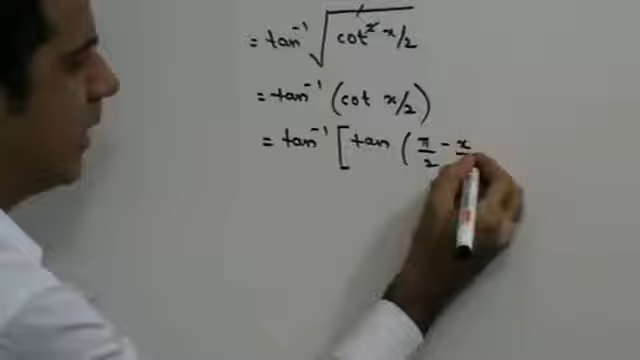 = tan⁻¹ √(cot² x/2)
= tan⁻¹ (cot x/2)
= tan⁻¹ [ tan ( π/2 - x/